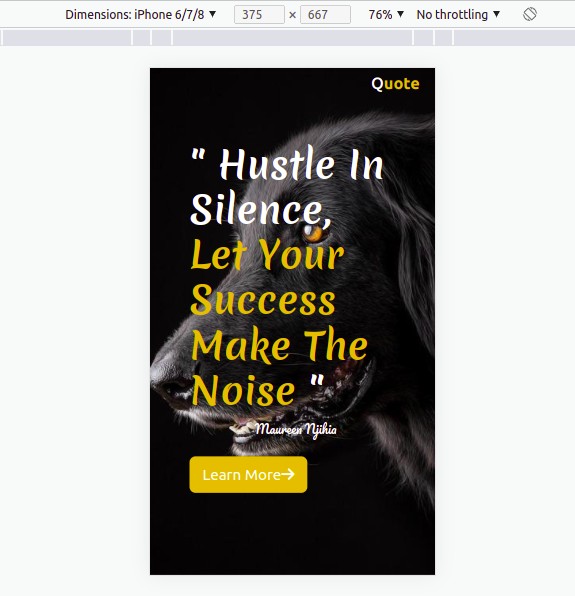 Dimensions: iPhone 6/7/8 ▼ 375 × 667 76% ▼ No throttling ▼
Quote
" Hustle In
Silence,
Let Your
Success
Make The
Noise "
Maureen Njihia
Learn More→